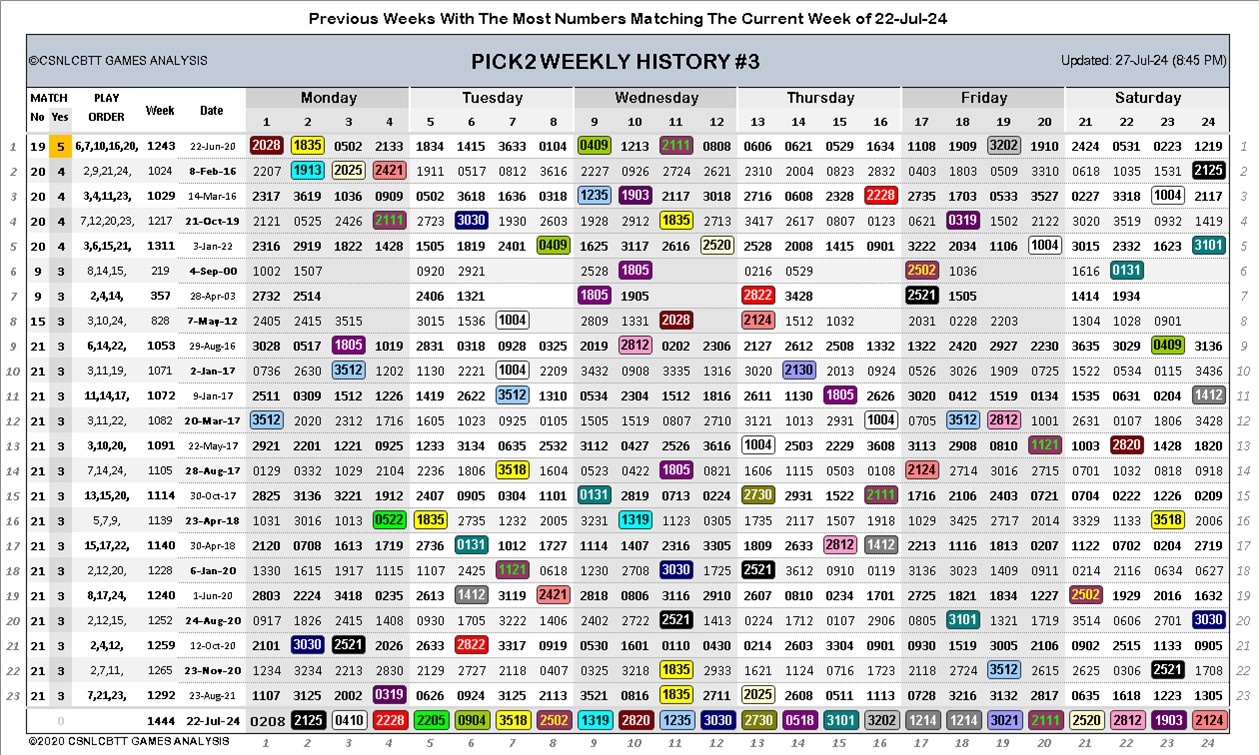 Previous Weeks With The Most Numbers Matching The Current Week of 22-Jul-24
©CSNLCBTT GAMES ANALYSIS PICK2 WEEKLY HISTORY #3 Updated: 27-Jul-24 (8:45 PM)
MATCH PLAY Week Date Monday Tuesday Wednesday Thursday Friday Saturday
No Yes ORDER 1 2 3 4 5 6 7 8 9 10 11 12 13 14 15 16 17 18 19 20 21 22 23 24
1 19 5 6,7,10,16,20, 1243 22-Jun-20 2028 1835 0502 2133 1834 1415 3633 0104 0409 1213 2111 0808 0606 0121 0529 1634 1108 1909 3202 1910 2424 0531 0223 1219 1
2 20 4 2,9,21,24, 1024 8-Feb-16 2207 1913 2025 2421 1911 0517 0812 3616 2227 0926 2724 2621 2310 2004 0823 2832 0403 1803 0509 3310 0618 1035 1531 2125 2
3 20 4 3,4,11,23, 1029 14-Mar-16 2317 3619 1036 0909 0502 3618 1636 0318 1235 1903 2117 3018 2716 0608 3428 2228 2735 1703 0533 3527 0227 3318 1004 2117 3
4 20 4 7,12,20,23, 1217 21-Oct-19 2121 0525 2426 2111 2723 3030 1930 2603 1928 2912 1835 2713 3417 2617 0807 0123 0621 0319 1502 2122 2020 3519 0932 1419 4
5 20 4 3,6,15,21, 1311 3-Jan-22 2316 2919 1822 1428 1505 1819 2401 0409 1625 3117 2616 2520 2528 2008 1415 0901 3222 2034 1106 1004 3015 2332 1623 3101 5
6 9 3 8,14,15, 219 4-Sep-00 1002 1507 0920 2921 2528 1805 0216 0529 2502 1036 1616 0131 6
7 9 3 2,4,14, 357 28-Apr-03 2732 2514 2406 1321 1805 1905 2822 3428 2521 1505 1414 1934 7
8 15 3 3,10,24, 828 7-May-12 2405 2415 3515 3015 1536 1004 2809 1331 2028 2124 1512 1032 2031 0228 2203 1304 1028 0901 8
9 21 3 6,14,22, 1053 29-Aug-16 3028 0517 1805 1019 2831 0318 0928 0325 2019 2812 0202 2306 2127 2612 2508 1332 1322 2420 2927 2230 3635 3029 0409 3136 9
10 21 3 3,11,19, 1071 2-Jan-17 0736 2630 3512 1202 1130 2221 1004 2209 3432 0908 3335 1316 3020 2130 2013 0924 0526 3026 1909 0725 1522 0534 0115 3436 10
11 21 3 11,14,17, 1072 9-Jan-17 2511 0309 1512 1226 1419 2622 3512 1310 0534 2304 1512 1816 2611 1130 1805 2626 3020 0412 1519 0134 1535 0631 0204 1412 11
12 21 3 3,11,22, 1082 20-Mar-17 3512 2020 2312 1716 1605 1023 0925 0105 1505 1519 0807 2710 3121 1013 2931 1004 0705 3512 2812 1001 2631 0107 1806 3428 12
13 21 3 3,10,20, 1091 22-May-17 2921 2201 1221 0925 1233 3134 0635 2532 3112 0427 2526 3616 1004 2503 2229 3608 3113 2908 0810 1121 1003 2820 1428 1820 13
14 21 3 7,14,24, 1105 28-Aug-17 0129 0332 1029 2104 2236 1806 3518 1604 0523 0422 1805 0821 1606 1115 0503 0108 2124 2714 3016 2715 0701 1032 0818 0918 14
15 21 3 13,15,20, 1114 30-Oct-17 2825 3136 3221 1912 2407 0905 0304 1101 0131 2819 0713 0224 2730 2931 1522 2111 1716 2106 2403 0721 0704 0222 1226 0209 15
16 21 3 5,7,9, 1139 23-Apr-18 1031 3016 1013 0522 1835 2735 1232 2005 3231 1319 1123 0305 1735 2117 1507 1918 1029 3425 2717 2014 3329 1133 3518 2006 16
17 21 3 15,17,22, 1140 30-Apr-18 2120 0708 1613 1719 2736 0131 1012 1727 1114 1407 2316 3305 1809 2633 2812 1412 2213 1116 1813 0207 1122 0702 0204 2719 17
18 21 3 2,12,20, 1228 6-Jan-20 1330 1615 1917 1115 1107 2425 1121 0618 1230 2708 3030 1725 2521 3612 0910 0119 3136 1318 1423 0911 0214 2116 0634 0627 18
19 21 3 8,17,24, 1240 1-Jun-20 2803 2224 3418 0235 2613 1412 3119 2421 2818 0806 3116 2910 2607 0810 0234 1701 2725 1821 1834 1227 2502 1929 2016 1632 19
20 21 3 2,12,15, 1252 24-Aug-20 0917 1826 2415 1408 0930 1705 3222 1406 2402 2722 2521 1413 0224 1712 0107 2906 0805 3101 1321 1719 3514 0606 2701 3030 20
21 21 3 2,4,12, 1259 12-Oct-20 2101 3030 2521 2026 2633 2822 3317 0919 0530 1601 0110 0430 0214 2603 3304 0901 0930 1519 3005 2106 0902 2515 1133 0905 21
22 21 3 2,7,11, 1265 23-Nov-20 1234 3234 2213 2830 2129 2727 2118 0407 0325 3218 1835 2933 1621 1124 0716 1723 2118 0729 3512 2615 2625 0306 2521 1708 22
23 21 3 7,21,23, 1292 23-Aug-21 1107 3125 2002 0319 0626 0924 3125 2113 3521 0816 1835 2711 2025 2608 0511 1113 0728 3216 3132 2817 0635 1618 1223 1305 23
0 1444 22-Jul-24 0208 2125 0410 2228 2205 0904 3518 2502 1319 2820 1235 3030 2730 0518 3101 3202 1214 1214 3021 2111 2520 2812 1903 2124
©2020 CSNLCBTT GAMES ANALYSIS 1 2 3 4 5 6 7 8 9 10 11 12 13 14 15 16 17 18 19 20 21 22 23 24